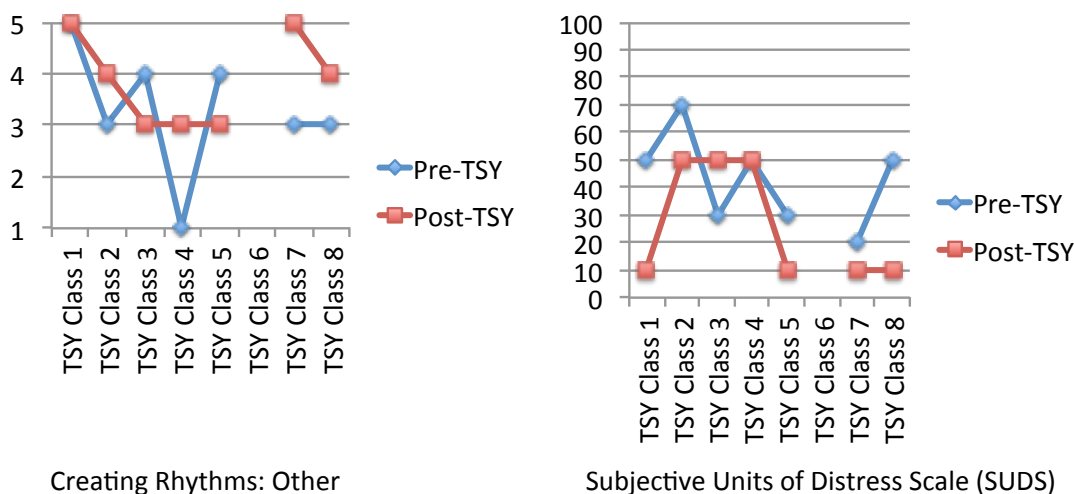 5
4
3
2
1
TSY Class 1
TSY Class 2
TSY Class 3
TSY Class 4
TSY Class 5
TSY Class 6
TSY Class 7
TSY Class 8
Pre-TSY
Post-TSY
Creating Rhythms: Other
100
90
80
70
60
50
40
30
20
10
0
TSY Class 1
TSY Class 2
TSY Class 3
TSY Class 4
TSY Class 5
TSY Class 6
TSY Class 7
TSY Class 8
Pre-TSY
Post-TSY
Subjective Units of Distress Scale (SUDS)